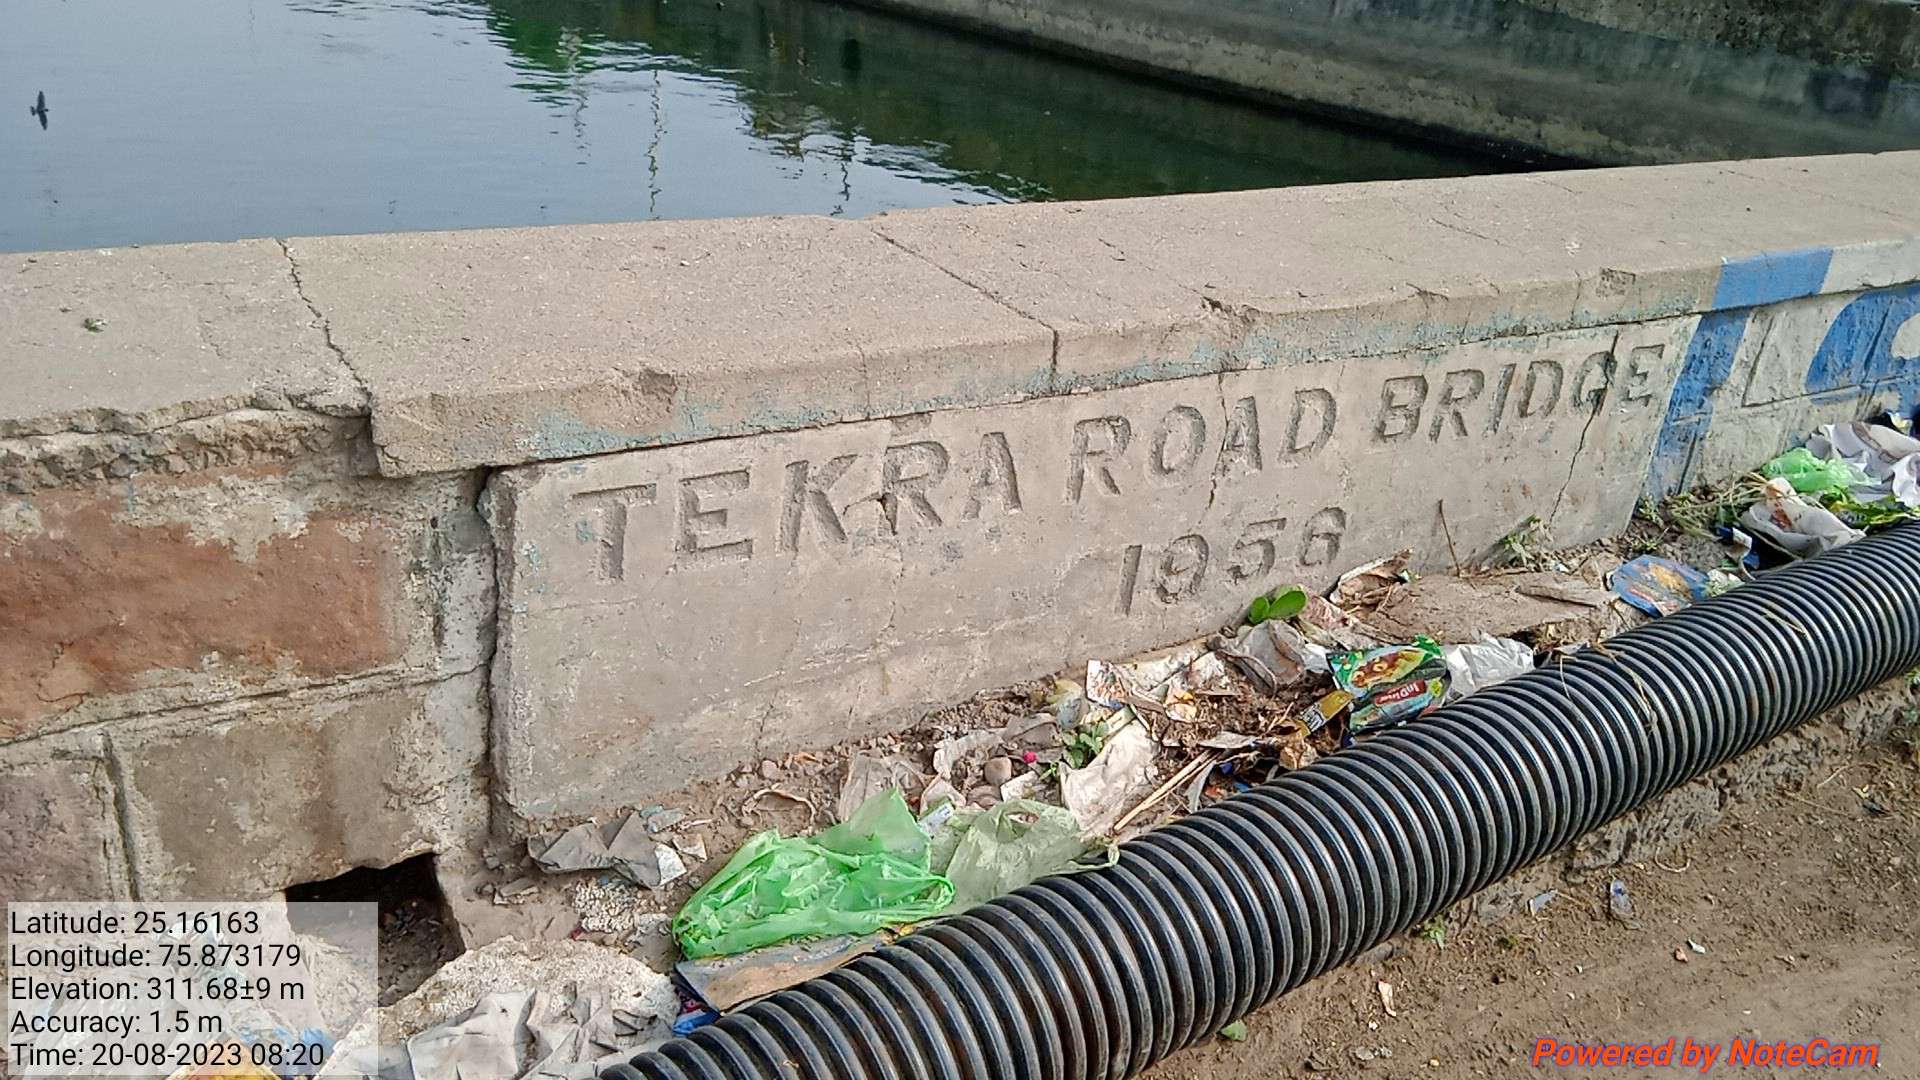 TEKRA ROAD BRIDGE
1956
Latitude: 25.16163
Longitude: 75.873179
Elevation: 311.68±9 m
Accuracy: 1.5 m
Time: 20-08-2023 08:20
Powered by NoteCam